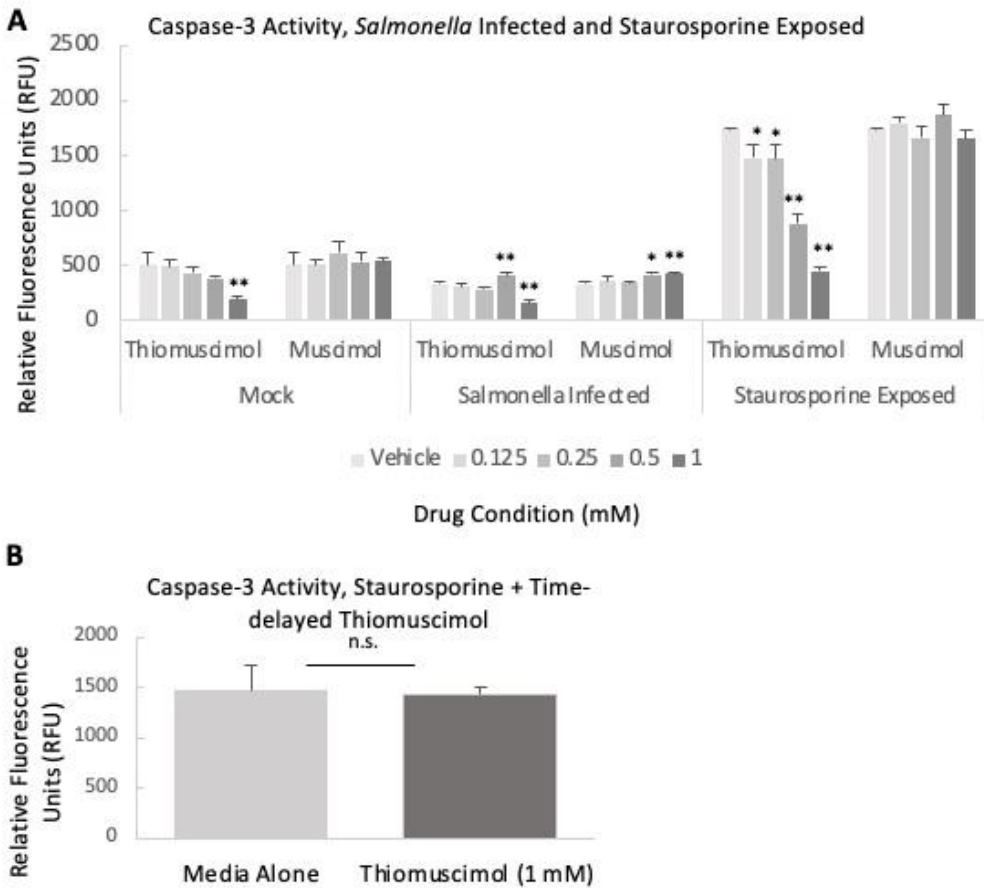 A
Caspase-3 Activity, Salmonella Infected and Staurosporine Exposed
Relative Fluorescence Units (RFU)
2500
2000
1500
1000
500
0
** ** ** * ** * * ** **
Thiomuscimol Muscimol Thiomuscimol Muscimol Thiomuscimol Muscimol
Mock Salmonella Infected Staurosporine Exposed
Vehicle 0.125 0.25 0.5 1
Drug Condition (mM)
B
Caspase-3 Activity, Staurosporine + Time-
delayed Thiomuscimol
n.s.
Relative Fluorescence
Units (RFU)
2000
1500
1000
500
0
Media Alone Thiomuscimol (1 mM)